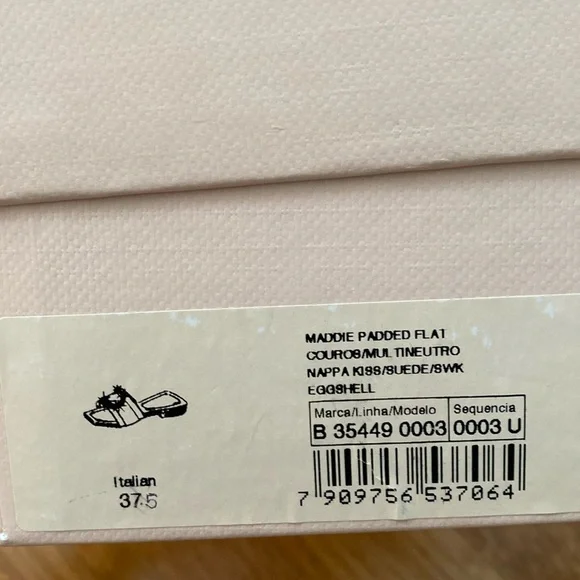 MADDIE PADDED FLAT
COUROS/MULTINEUTRO
NAPPA KISS/SUEDE/SWK
EGGSHELL
Marca/Linha/Modelo Sequencia
B 35449 0003 0003 U
Italian
37.5
7 909756 537064